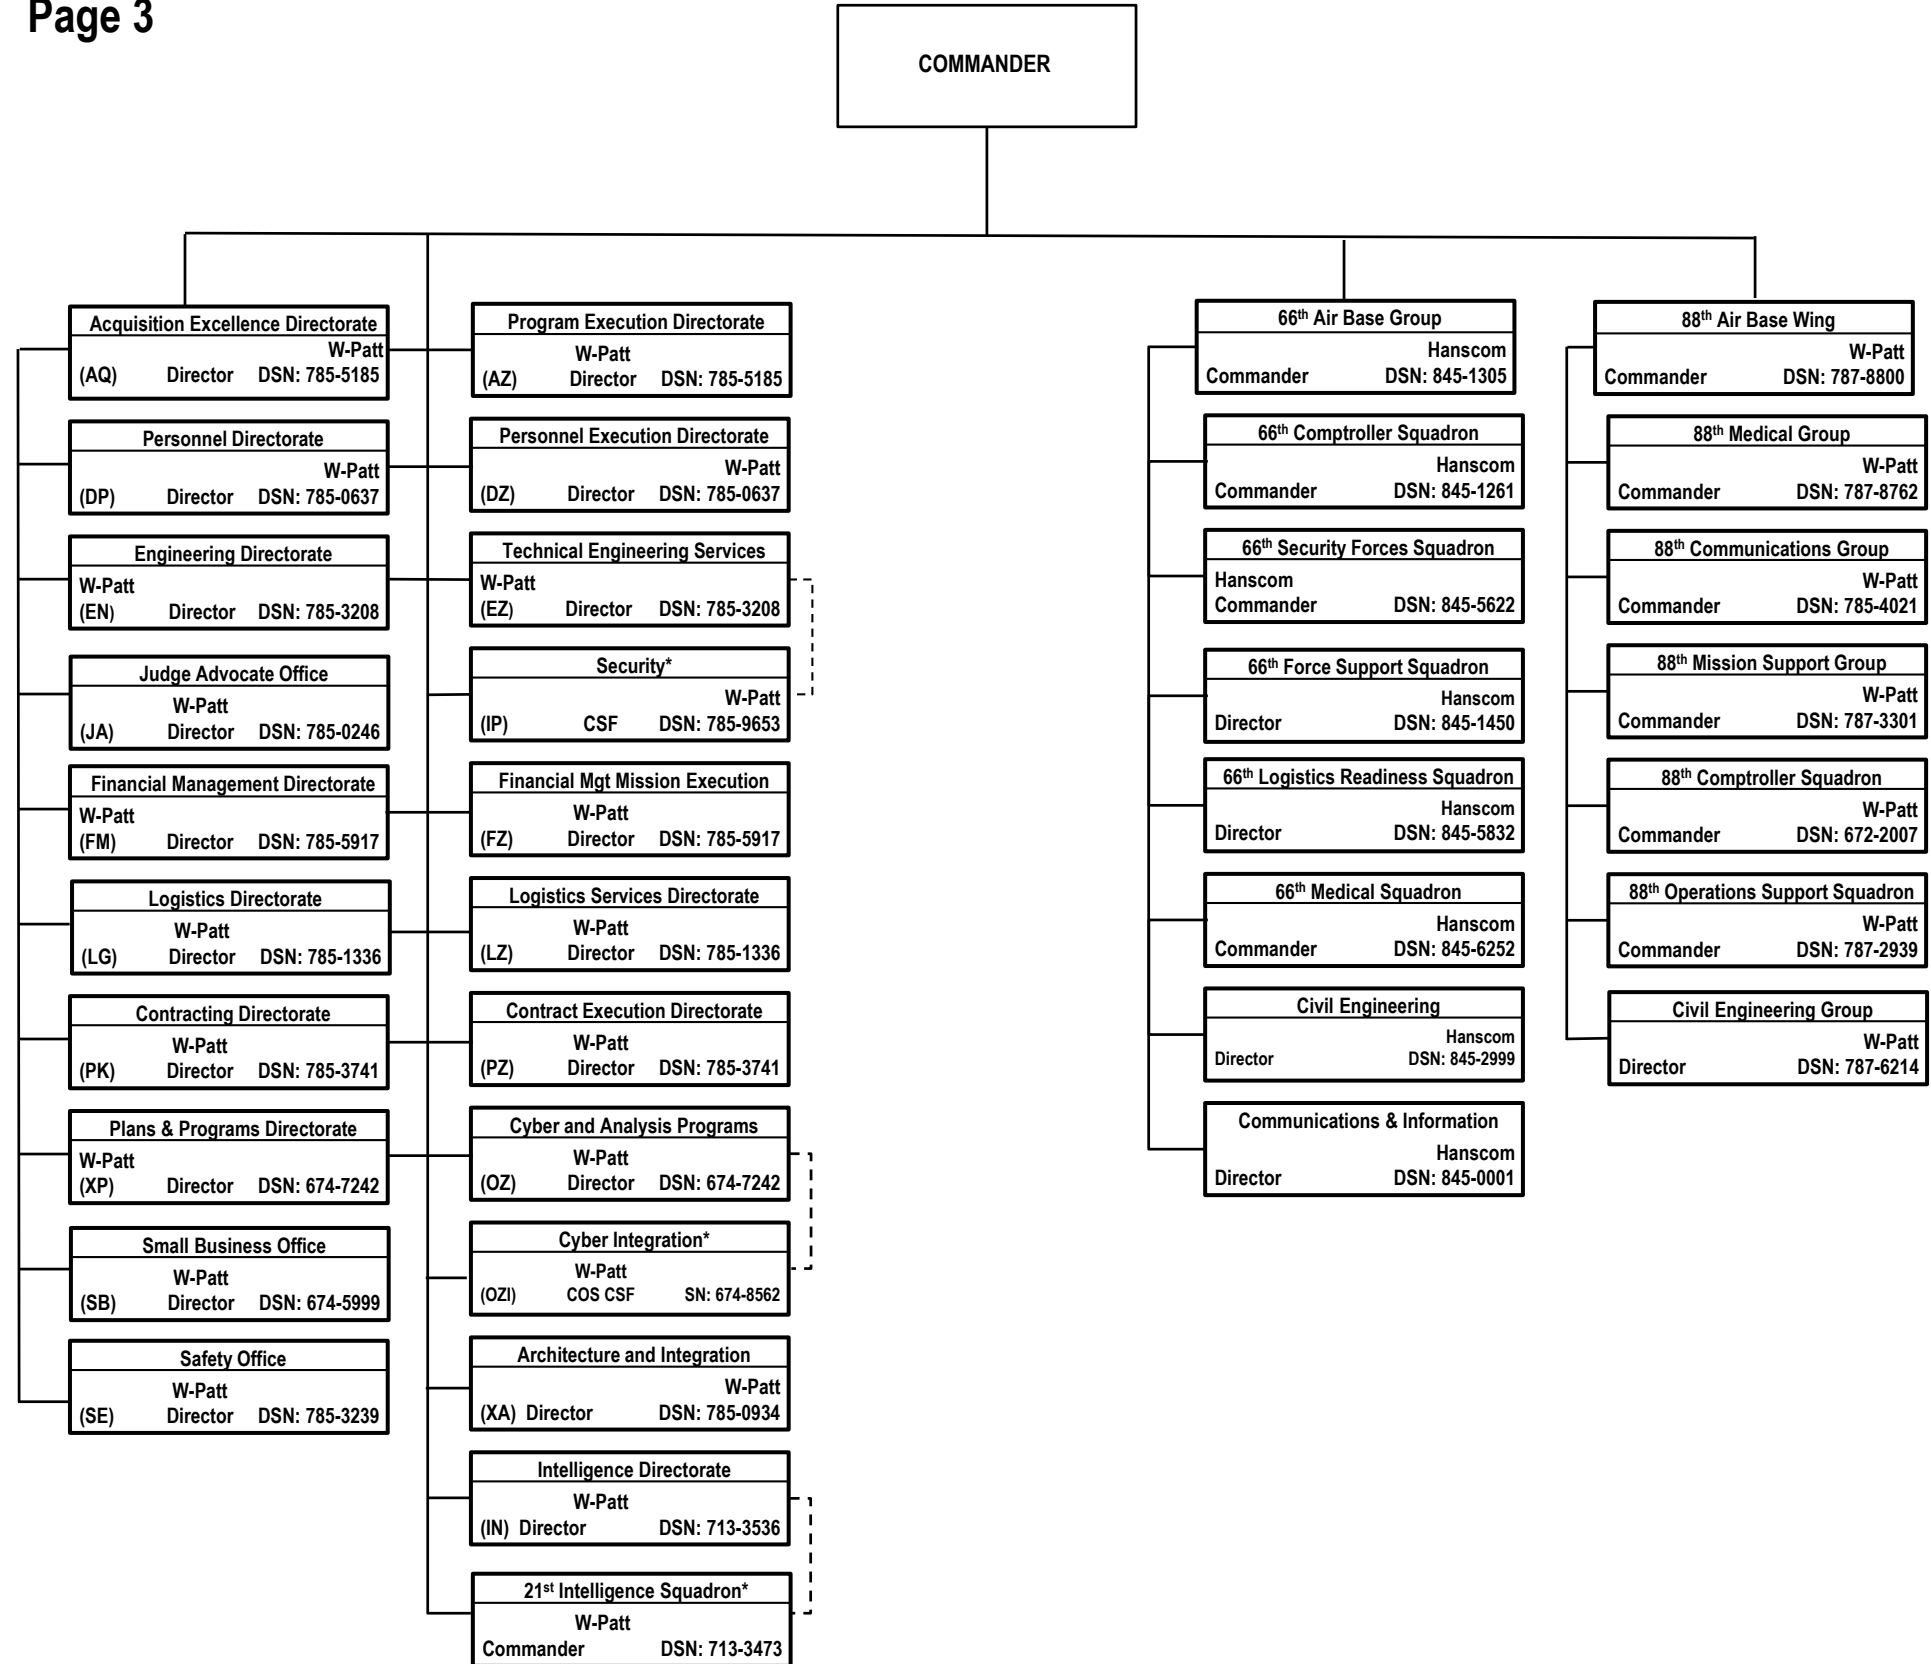 Page 3
COMMANDER
Acquisition Excellence Directorate
W-Patt
(AQ) Director DSN: 785-5185
Personnel Directorate
W-Patt
(DP) Director DSN: 785-0637
Engineering Directorate
W-Patt
(EN) Director DSN: 785-3208
Judge Advocate Office
W-Patt
(JA) Director DSN: 785-0246
Financial Management Directorate
W-Patt
(FM) Director DSN: 785-5917
Logistics Directorate
W-Patt
(LG) Director DSN: 785-1336
Contracting Directorate
W-Patt
(PK) Director DSN: 785-3741
Plans & Programs Directorate
W-Patt
(XP) Director DSN: 674-7242
Small Business Office
W-Patt
(SB) Director DSN: 674-5999
Safety Office
W-Patt
(SE) Director DSN: 785-3239
Program Execution Directorate
W-Patt
(AZ) Director DSN: 785-5185
Personnel Execution Directorate
W-Patt
(DZ) Director DSN: 785-0637
Technical Engineering Services
W-Patt
(EZ) Director DSN: 785-3208
Security*
W-Patt
(IP) CSF DSN: 785-9653
Financial Mgt Mission Execution
W-Patt
(FZ) Director DSN: 785-5917
Logistics Services Directorate
W-Patt
(LZ) Director DSN: 785-1336
Contract Execution Directorate
W-Patt
(PZ) Director DSN: 785-3741
Cyber and Analysis Programs
W-Patt
(OZ) Director DSN: 674-7242
Cyber Integration*
W-Patt
(OZI) COS CSF SN: 674-8562
Architecture and Integration
W-Patt
(XA) Director DSN: 785-0934
Intelligence Directorate
W-Patt
(IN) Director DSN: 713-3536
21st Intelligence Squadron*
W-Patt
Commander DSN: 713-3473
66th Air Base Group
Hanscom
Commander DSN: 845-1305
66th Comptroller Squadron
Hanscom
Commander DSN: 845-1261
66th Security Forces Squadron
Hanscom
Commander DSN: 845-5622
66th Force Support Squadron
Hanscom
Director DSN: 845-1450
66th Logistics Readiness Squadron
Hanscom
Director DSN: 845-5832
66th Medical Squadron
Hanscom
Commander DSN: 845-6252
Civil Engineering
Hanscom
Director DSN: 845-2999
Communications & Information
Hanscom
Director DSN: 845-0001
88th Air Base Wing
W-Patt
Commander DSN: 787-8800
88th Medical Group
W-Patt
Commander DSN: 787-8762
88th Communications Group
W-Patt
Commander DSN: 785-4021
88th Mission Support Group
W-Patt
Commander DSN: 787-3301
88th Comptroller Squadron
W-Patt
Commander DSN: 672-2007
88th Operations Support Squadron
W-Patt
Commander DSN: 787-2939
Civil Engineering Group
W-Patt
Director DSN: 787-6214